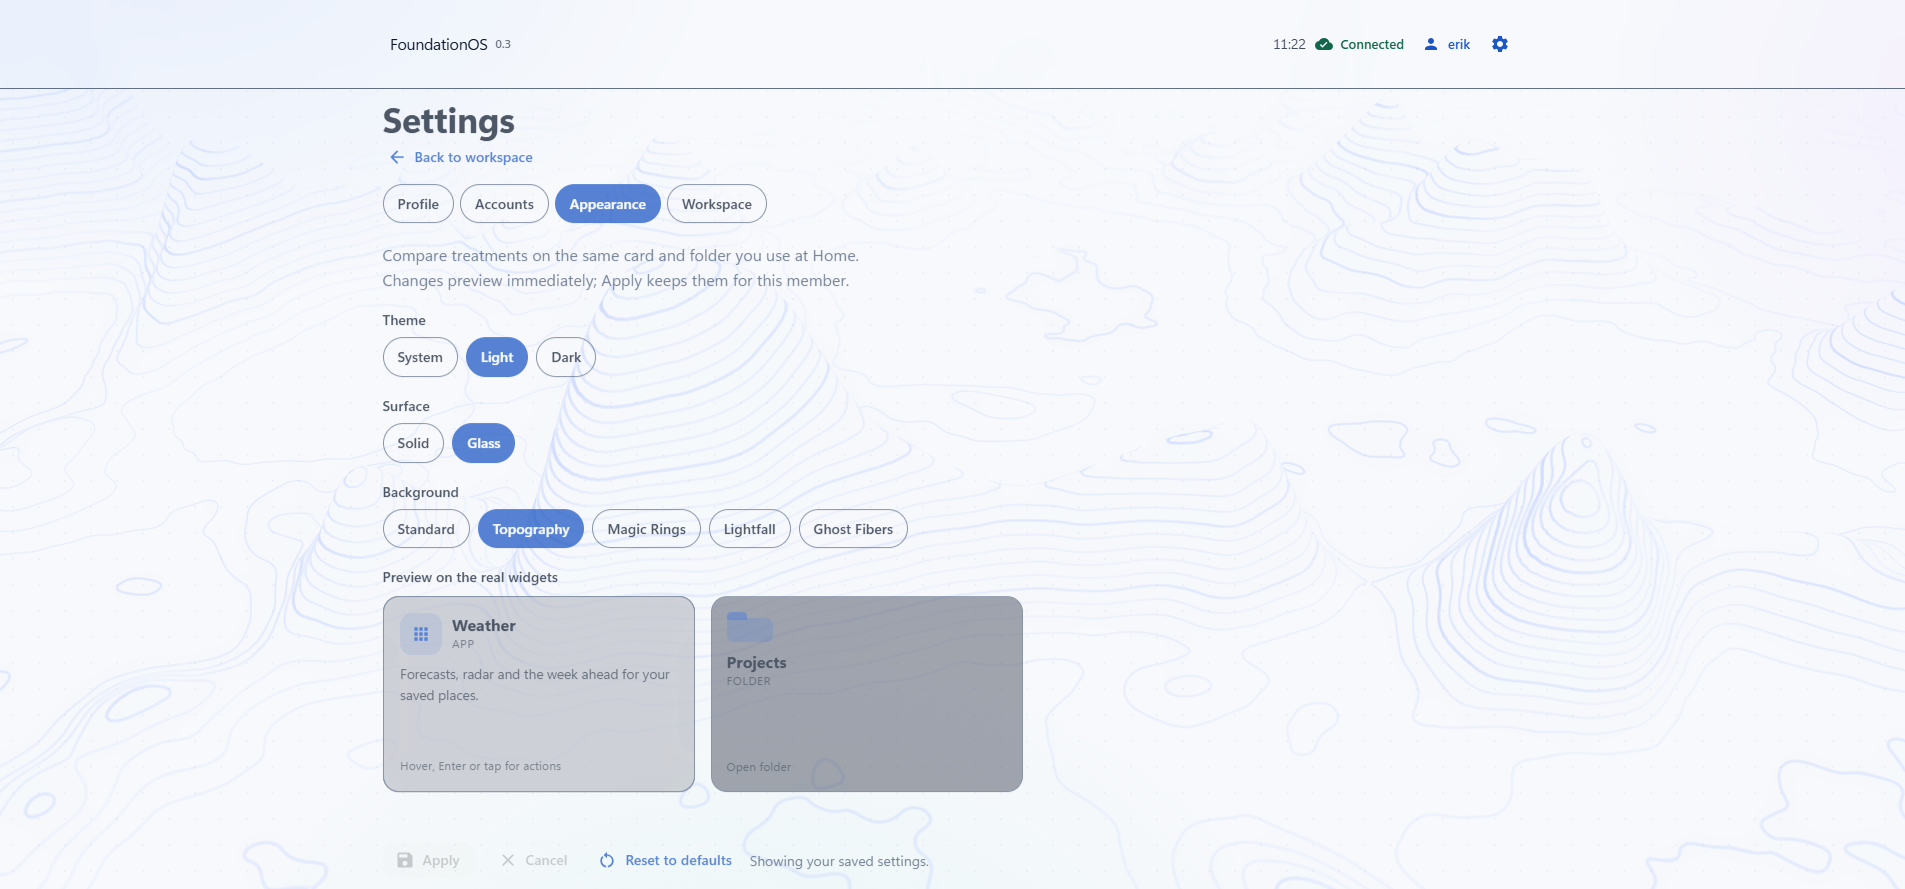 FoundationOS 0.3
11:22 Connected erik
Settings
Back to workspace
Profile Accounts Appearance Workspace
Compare treatments on the same card and folder you use at Home.
Changes preview immediately; Apply keeps them for this member.
Theme
System Light Dark
Surface
Solid Glass
Background
Standard Topography Magic Rings Lightfall Ghost Fibers
Preview on the real widgets
Weather
APP
Forecasts, radar and the week ahead for your
saved places.
Hover, Enter or tap for actions
Projects
FOLDER
Open folder
Apply Cancel Reset to defaults Showing your saved settings.